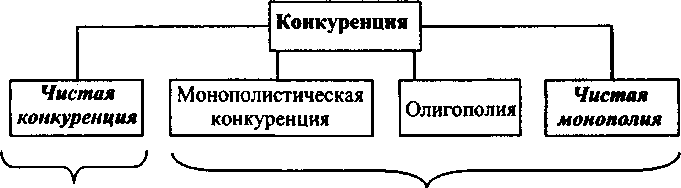 Конкуренция
Чистая
конкуренция
Монополистическая
конкуренция
Олигополия
Чистая
монополия